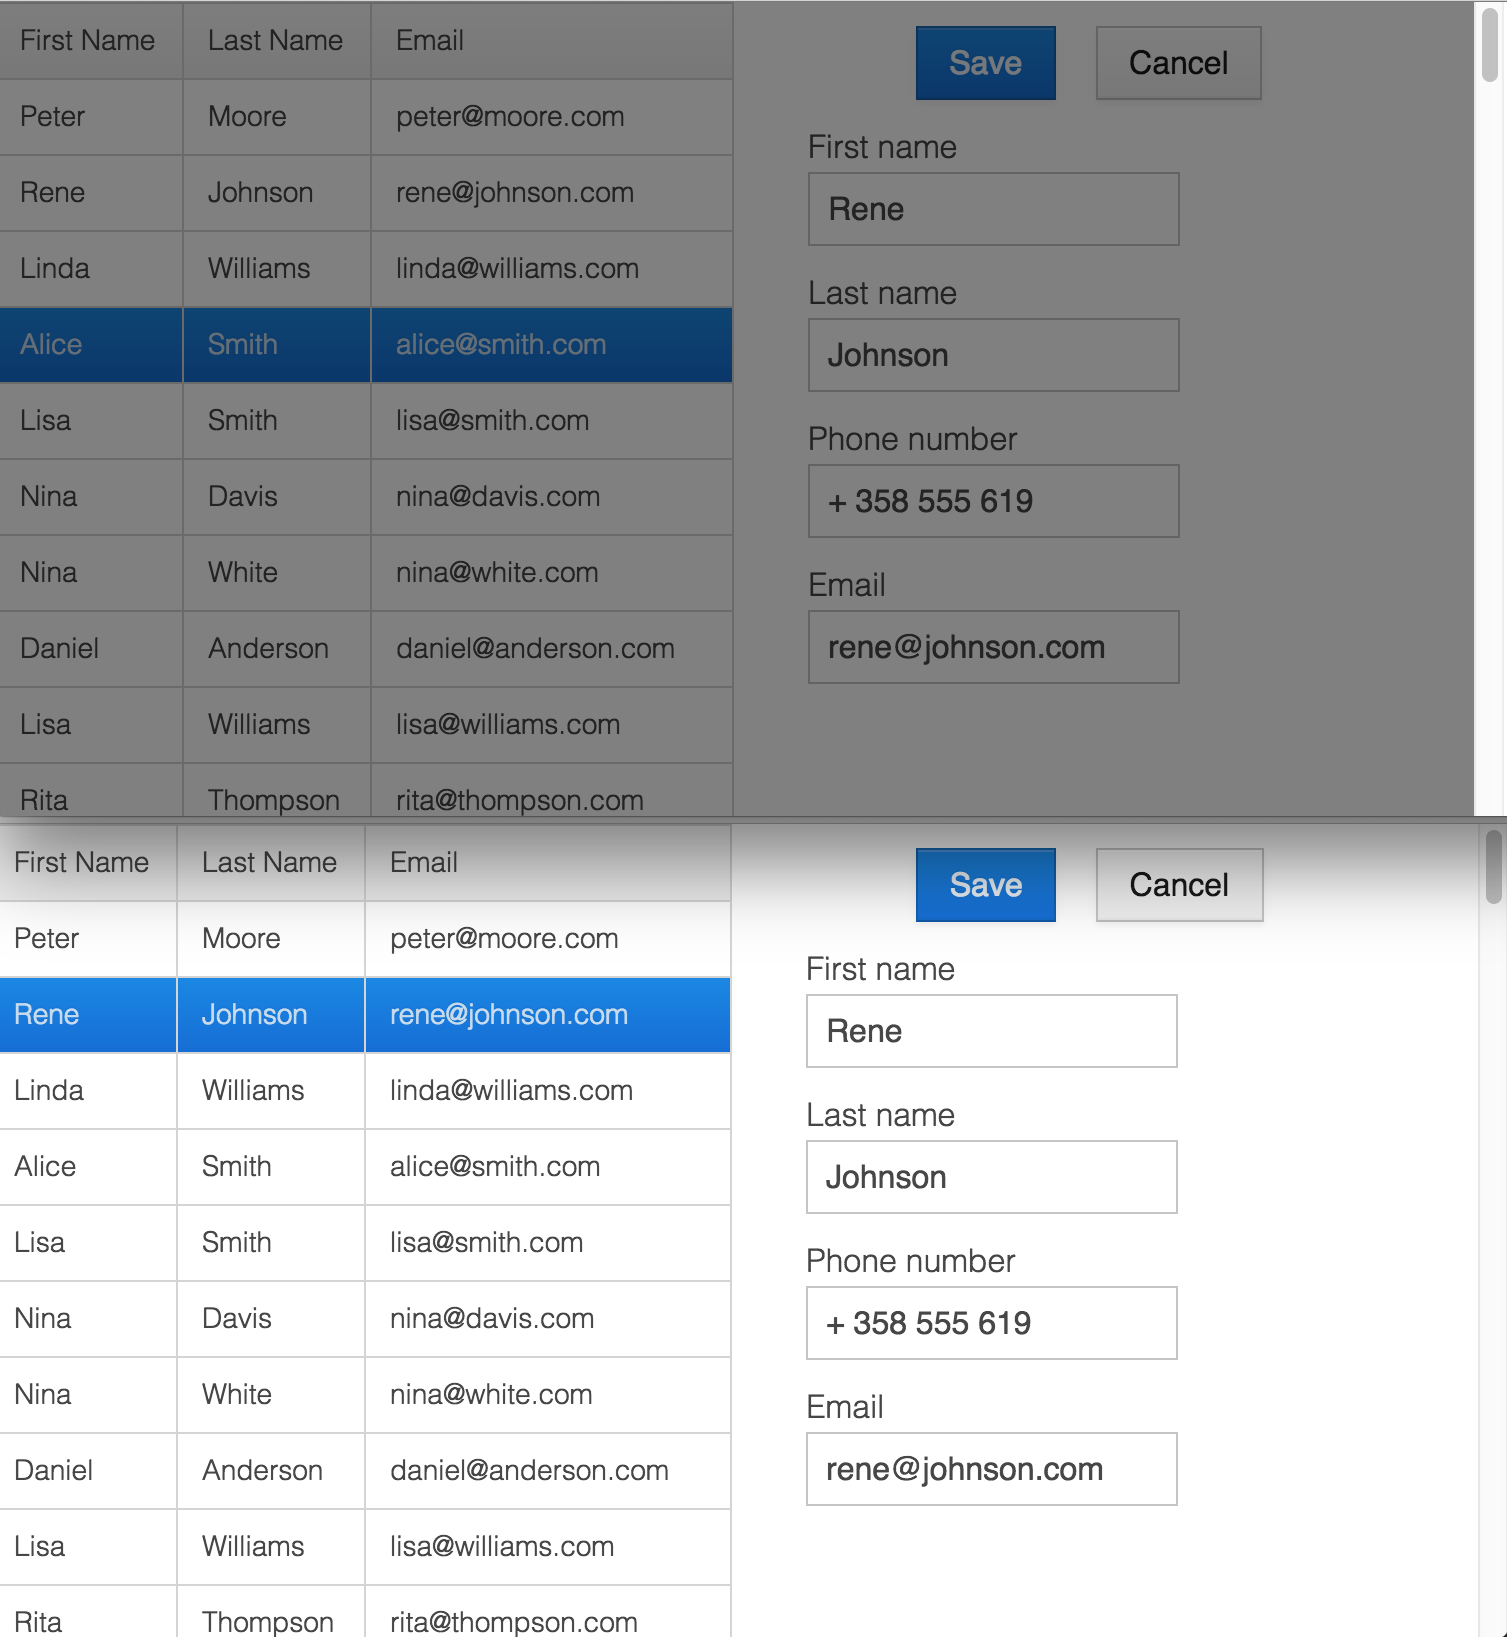 First Name Last Name Email
Peter Moore peter@moore.com
Rene Johnson rene@johnson.com
Linda Williams linda@williams.com
Alice Smith alice@smith.com
Lisa Smith lisa@smith.com
Nina Davis nina@davis.com
Nina White nina@white.com
Daniel Anderson daniel@anderson.com
Lisa Williams lisa@williams.com
Rita Thompson rita@thompson.com
Save Cancel
First name
Rene
Last name
Johnson
Phone number
+ 358 555 619
Email
rene@johnson.com
First Name Last Name Email
Peter Moore peter@moore.com
Rene Johnson rene@johnson.com
Linda Williams linda@williams.com
Alice Smith alice@smith.com
Lisa Smith lisa@smith.com
Nina Davis nina@davis.com
Nina White nina@white.com
Daniel Anderson daniel@anderson.com
Lisa Williams lisa@williams.com
Rita Thompson rita@thompson.com
Save Cancel
First name
Rene
Last name
Johnson
Phone number
+ 358 555 619
Email
rene@johnson.com